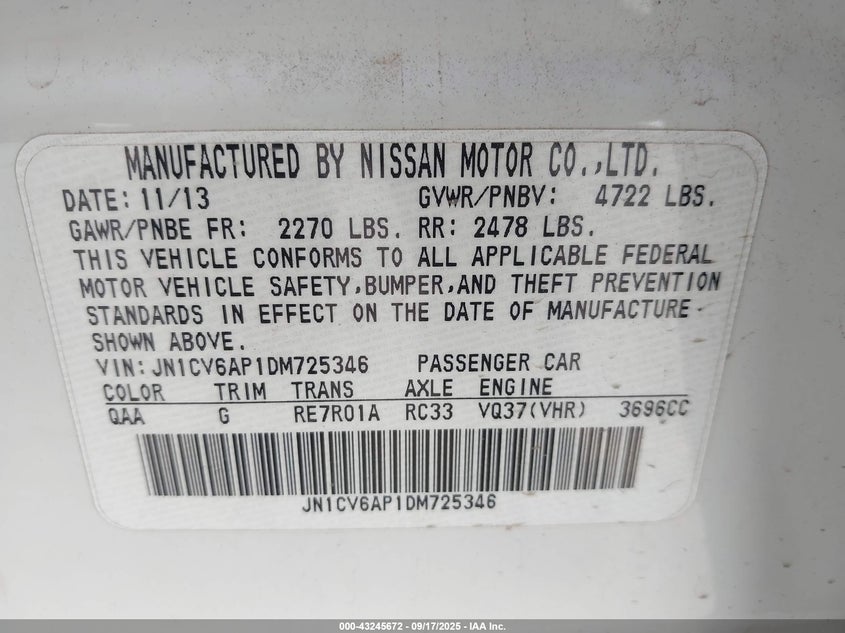 MANUFACTURED BY NISSAN MOTOR CO.,LTD.
DATE: 11/13 GVWR/PNBV: 4722 LBS.
GAWR/PNBE FR: 2270 LBS. RR: 2478 LBS.
THIS VEHICLE CONFORMS TO ALL APPLICABLE FEDERAL
MOTOR VEHICLE SAFETY,BUMPER,AND THEFT PREVENTION
STANDARDS IN EFFECT ON THE DATE OF MANUFACTURE
SHOWN ABOVE.
VIN: JN1CV6AP1DM725346 PASSENGER CAR
COLOR TRIM TRANS AXLE ENGINE
QAA G RE7R01A RC33 VQ37(VHR) 3696CC
JN1CV6AP1DM725346
000-43245672 - 09/17/2025 - IAA Inc.